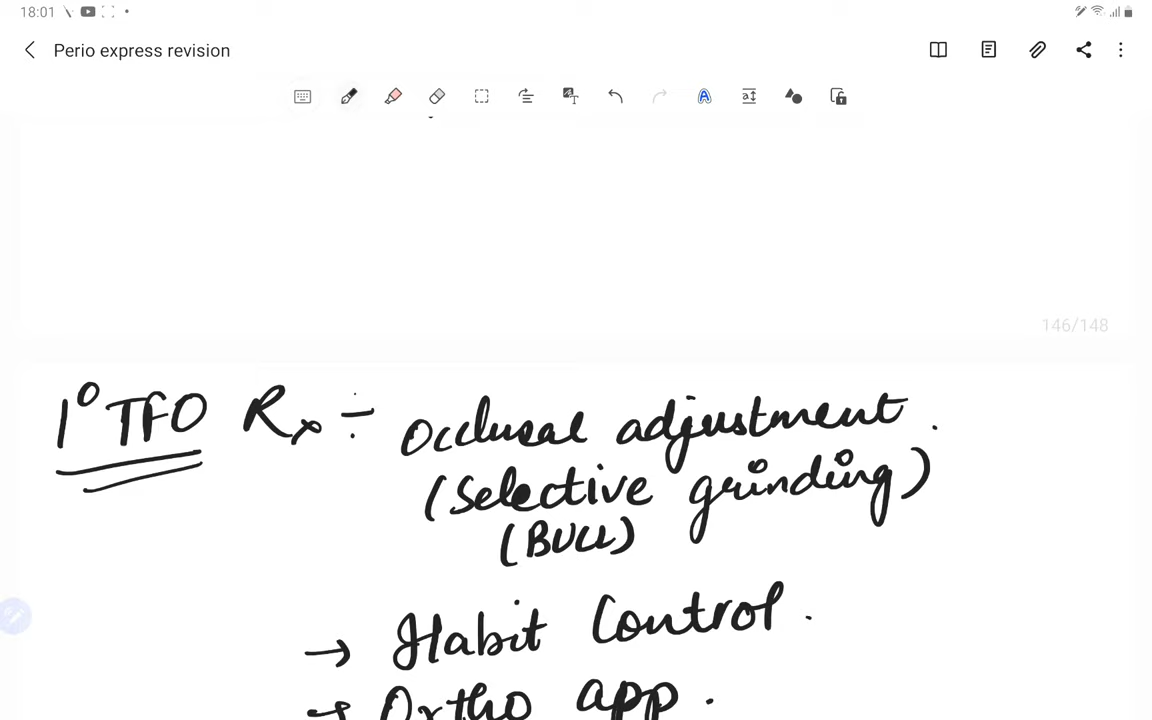 18:01
Perio express revision
146/148
1° TFO Rx ÷ Occlusal adjustment.
(Selective grinding)
(BULL)
→ Habit Control.
→ Ortho app.